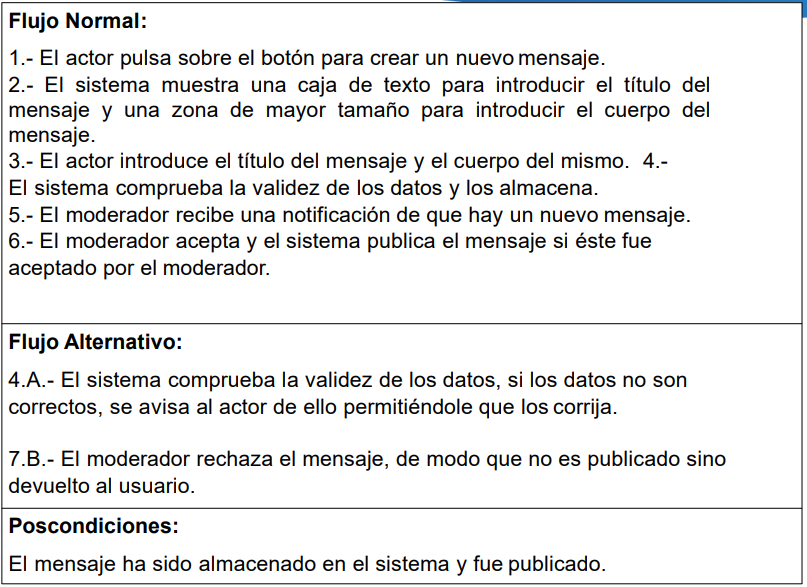 Flujo Normal:
1.- El actor pulsa sobre el botón para crear un nuevo mensaje.
2.- El sistema muestra una caja de texto para introducir el título del
mensaje y una zona de mayor tamaño para introducir el cuerpo del
mensaje.
3.- El actor introduce el título del mensaje y el cuerpo del mismo. 4.-
El sistema comprueba la validez de los datos y los almacena.
5.- El moderador recibe una notificación de que hay un nuevo mensaje.
6.- El moderador acepta y el sistema publica el mensaje si éste fue
aceptado por el moderador.
Flujo Alternativo:
4.A.- El sistema comprueba la validez de los datos, si los datos no son
correctos, se avisa al actor de ello permitiéndole que los corrija.
7.B.- El moderador rechaza el mensaje, de modo que no es publicado sino
devuelto al usuario.
Poscondiciones:
El mensaje ha sido almacenado en el sistema y fue publicado.